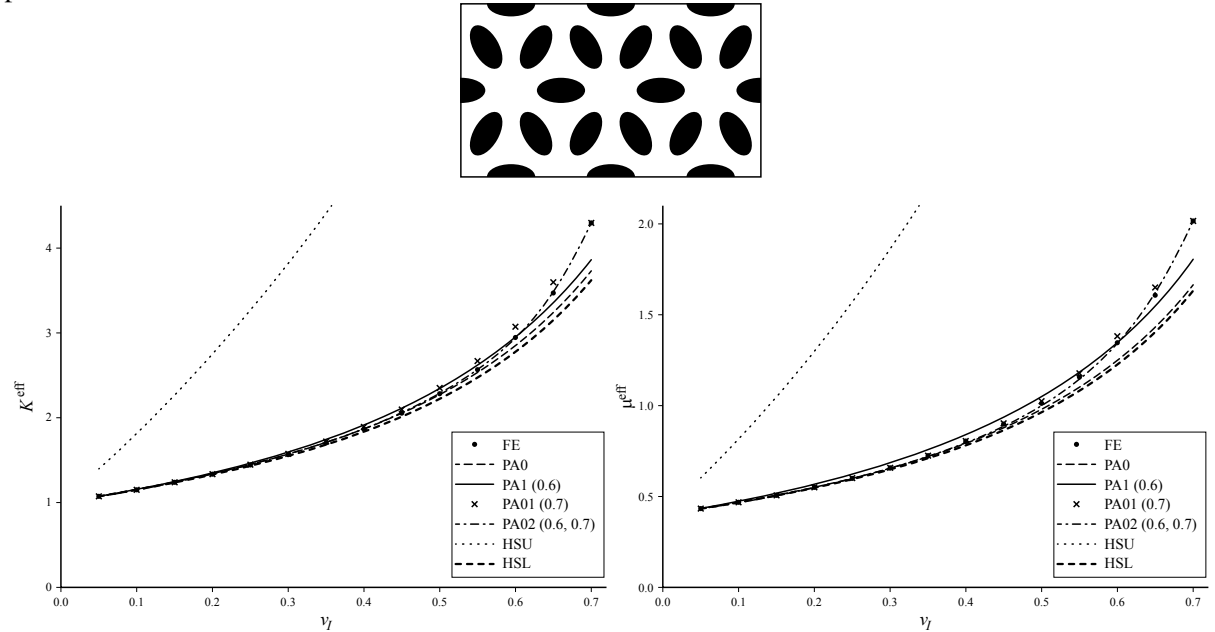 4
3
2
1
0
K^eff
0.0 0.1 0.2 0.3 0.4 0.5 0.6 0.7
ν_I
FE
PA0
PA1 (0.6)
PA01 (0.7)
PA02 (0.6, 0.7)
HSU
HSL
2.0
1.5
1.0
0.5
0.0
μ^eff
0.0 0.1 0.2 0.3 0.4 0.5 0.6 0.7
ν_I
FE
PA0
PA1 (0.6)
PA01 (0.7)
PA02 (0.6, 0.7)
HSU
HSL